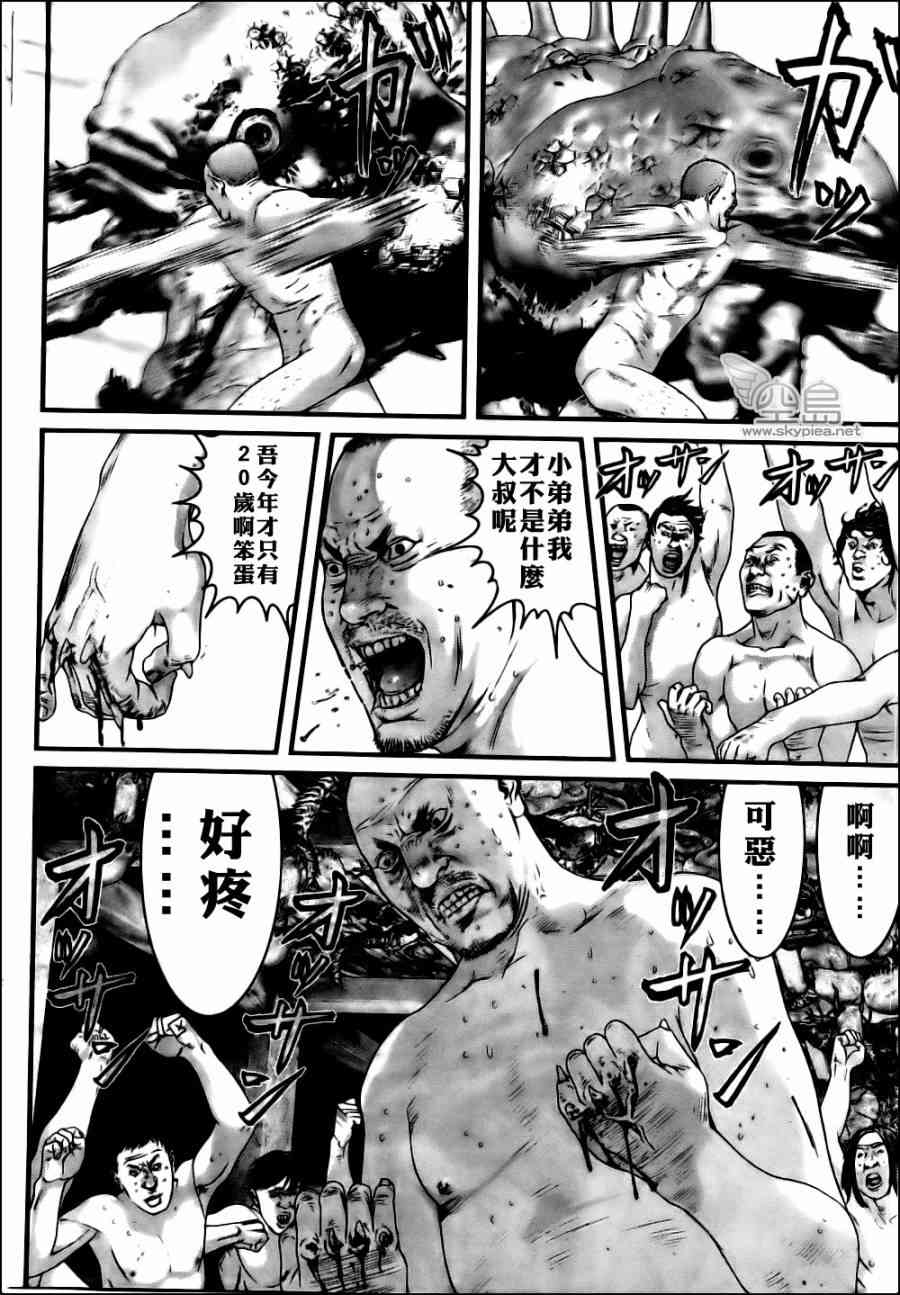 ガッ
ガッ
ガッ
ガッ
空島
www.skypiea.net
オッサン
オッサン
小弟弟我
才不是什麼
大叔呢
吾今年才只有
20歲啊笨蛋
啊啊……
可惡……
好疼
……
オッサン
オッサン
オッサン